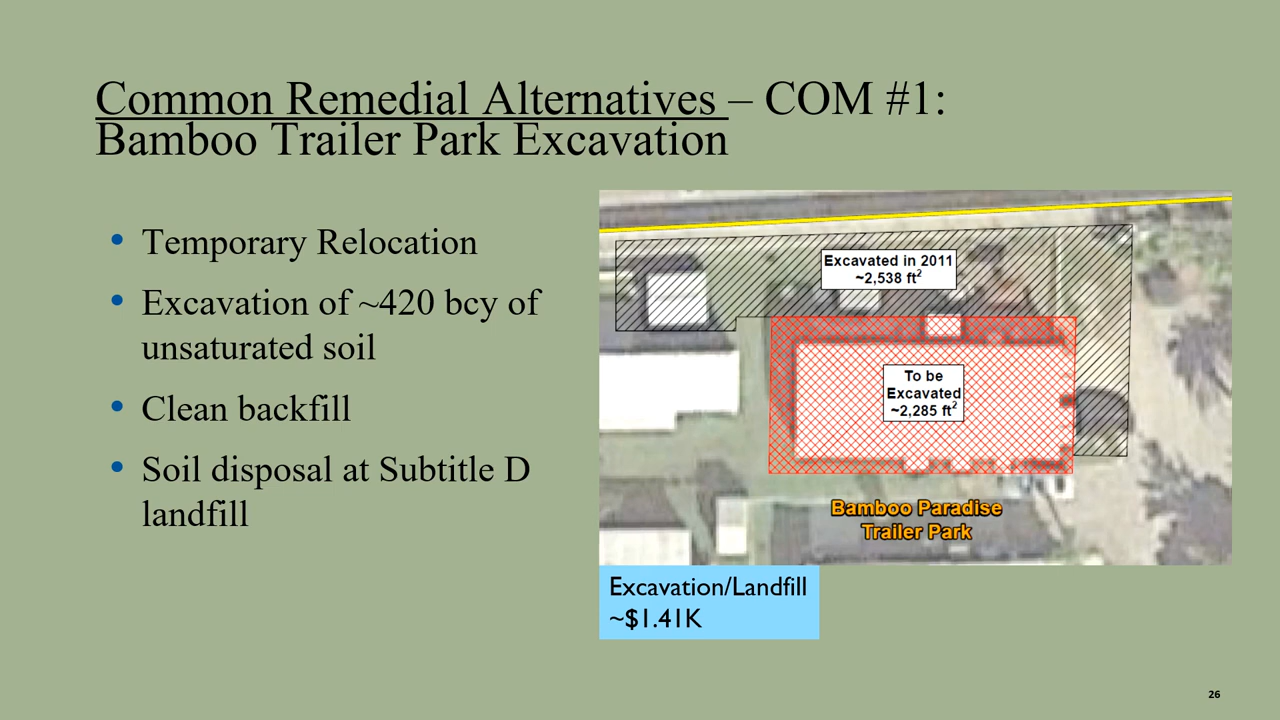 Common Remedial Alternatives – COM #1:
Bamboo Trailer Park Excavation
• Temporary Relocation
• Excavation of ~420 bcy of
unsaturated soil
• Clean backfill
• Soil disposal at Subtitle D
landfill
Excavated in 2011
~2,538 ft²
To be
Excavated
~2,285 ft²
Bamboo Paradise
Trailer Park
Excavation/Landfill
~$1.41K
26